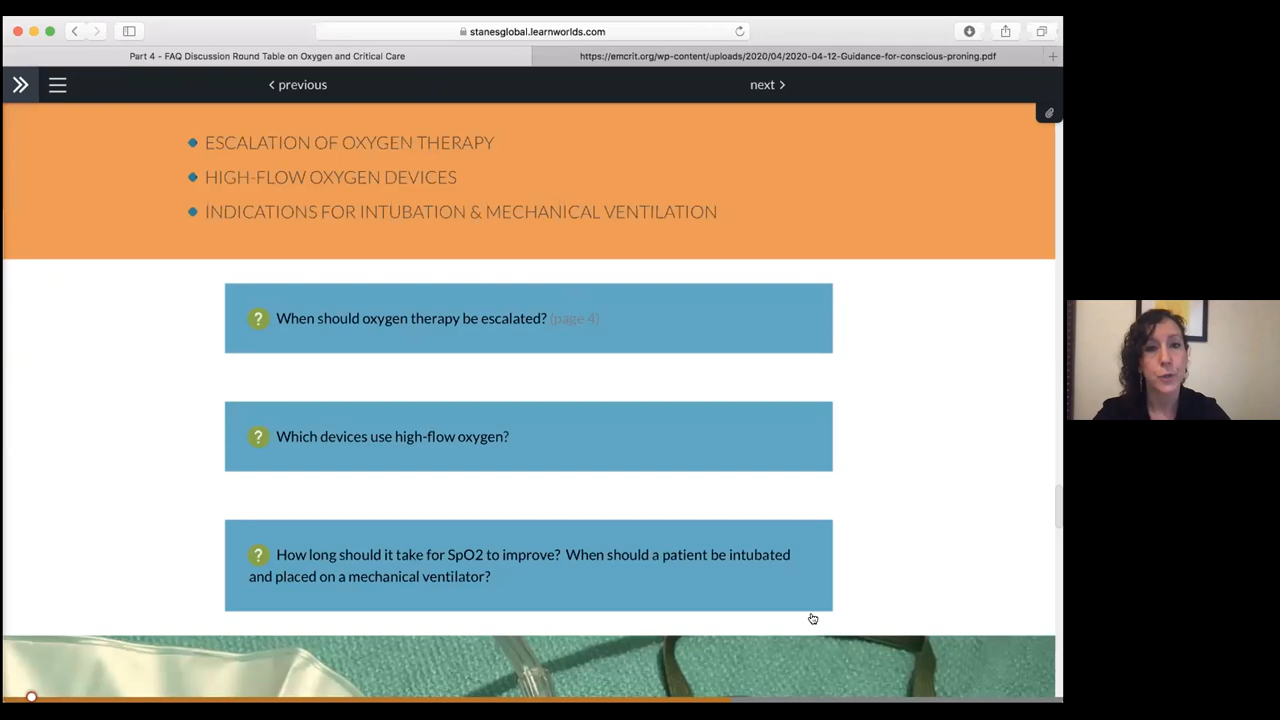 stanesglobal.learnworlds.com
Part 4 - FAQ Discussion Round Table on Oxygen and Critical Care
https://emcrit.org/wp-content/uploads/2020/04/2020-04-12-Guidance-for-conscious-proning.pdf
previous
next
ESCALATION OF OXYGEN THERAPY
HIGH-FLOW OXYGEN DEVICES
INDICATIONS FOR INTUBATION & MECHANICAL VENTILATION
? When should oxygen therapy be escalated? (page 4)
? Which devices use high-flow oxygen?
? How long should it take for SpO2 to improve? When should a patient be intubated
and placed on a mechanical ventilator?